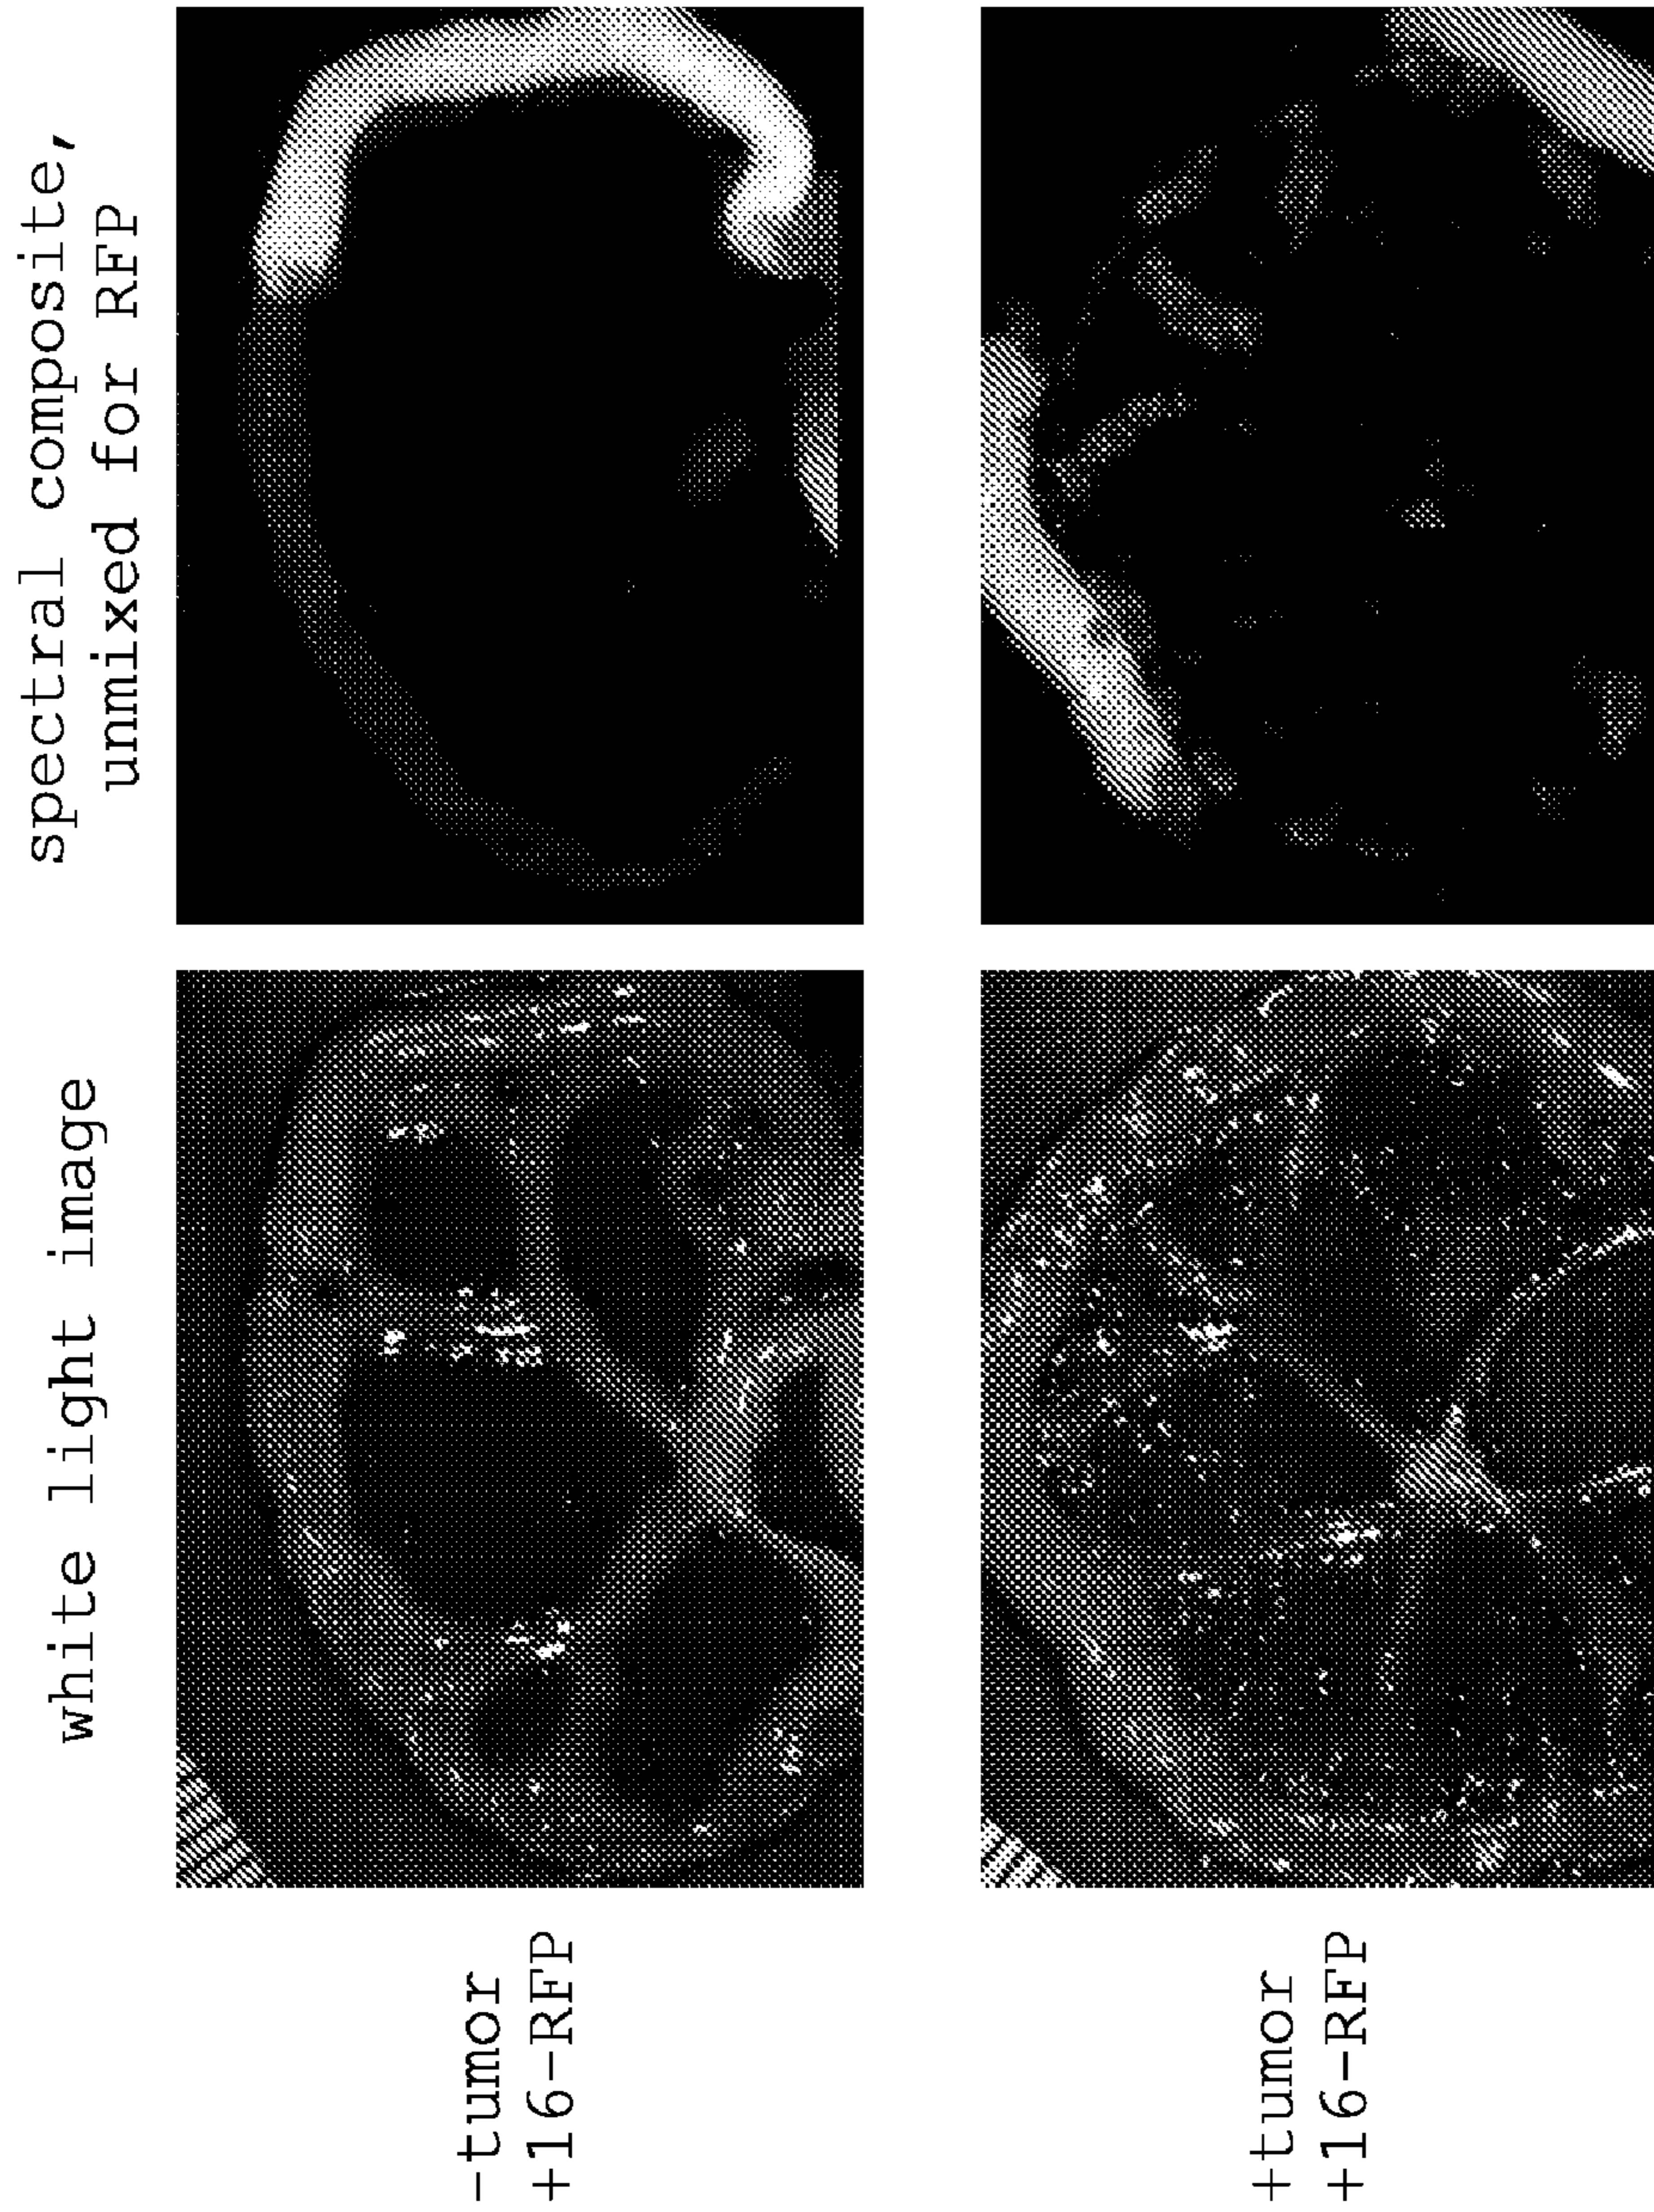 white light image
spectral composite,
unmixed for RFP
-tumor
+16-RFP
+tumor
+16-RFP